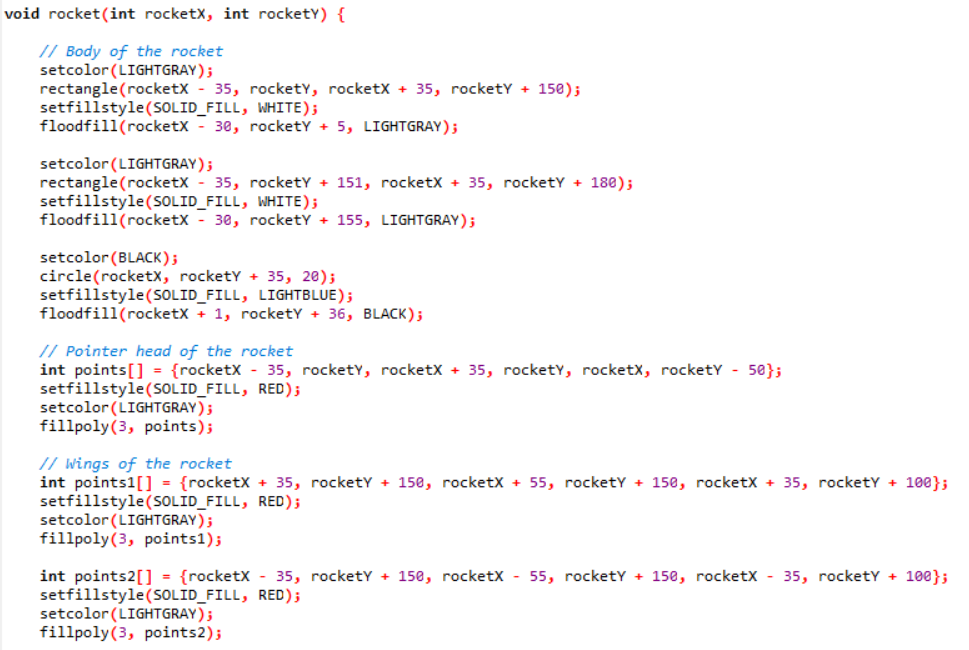 void rocket(int rocketX, int rocketY) {
// Body of the rocket
setcolor(LIGHTGRAY);
rectangle(rocketX - 35, rocketY, rocketX + 35, rocketY + 150);
setfillstyle(SOLID_FILL, WHITE);
floodfill(rocketX - 30, rocketY + 5, LIGHTGRAY);
setcolor(LIGHTGRAY);
rectangle(rocketX - 35, rocketY + 151, rocketX + 35, rocketY + 180);
setfillstyle(SOLID_FILL, WHITE);
floodfill(rocketX - 30, rocketY + 155, LIGHTGRAY);
setcolor(BLACK);
circle(rocketX, rocketY + 35, 20);
setfillstyle(SOLID_FILL, LIGHTBLUE);
floodfill(rocketX + 1, rocketY + 36, BLACK);
// Pointer head of the rocket
int points[] = {rocketX - 35, rocketY, rocketX + 35, rocketY, rocketX, rocketY - 50};
setfillstyle(SOLID_FILL, RED);
setcolor(LIGHTGRAY);
fillpoly(3, points);
// Wings of the rocket
int points1[] = {rocketX + 35, rocketY + 150, rocketX + 55, rocketY + 150, rocketX + 35, rocketY + 100};
setfillstyle(SOLID_FILL, RED);
setcolor(LIGHTGRAY);
fillpoly(3, points1);
int points2[] = {rocketX - 35, rocketY + 150, rocketX - 55, rocketY + 150, rocketX - 35, rocketY + 100};
setfillstyle(SOLID_FILL, RED);
setcolor(LIGHTGRAY);
fillpoly(3, points2);